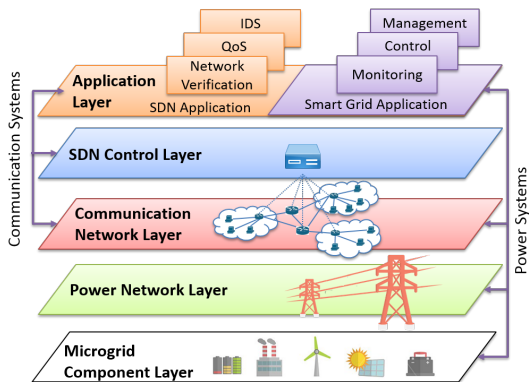 IDS
QoS
Network
Verification
SDN Application
Management
Control
Monitoring
Smart Grid Application
Application
Layer
SDN Control Layer
Communication
Network Layer
Power Network Layer
Microgrid
Component Layer
Communication Systems
Power Systems